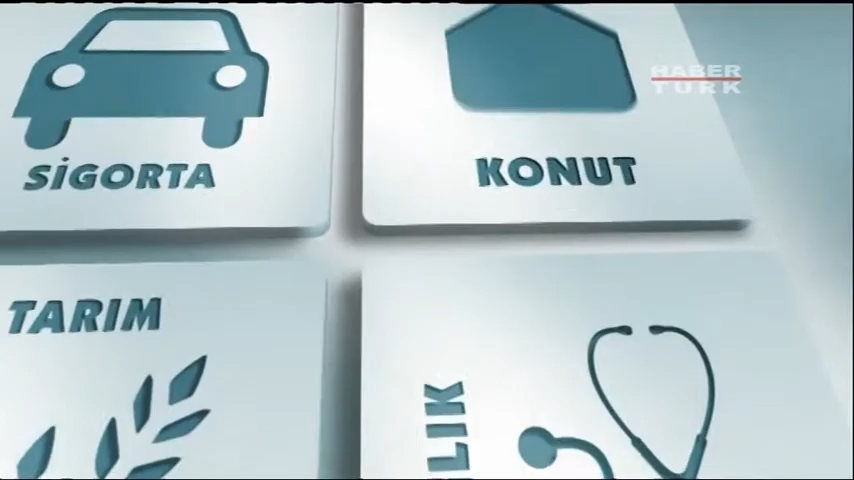 HABER
TÜRK
SİGORTA
KONUT
TARIM
LIK